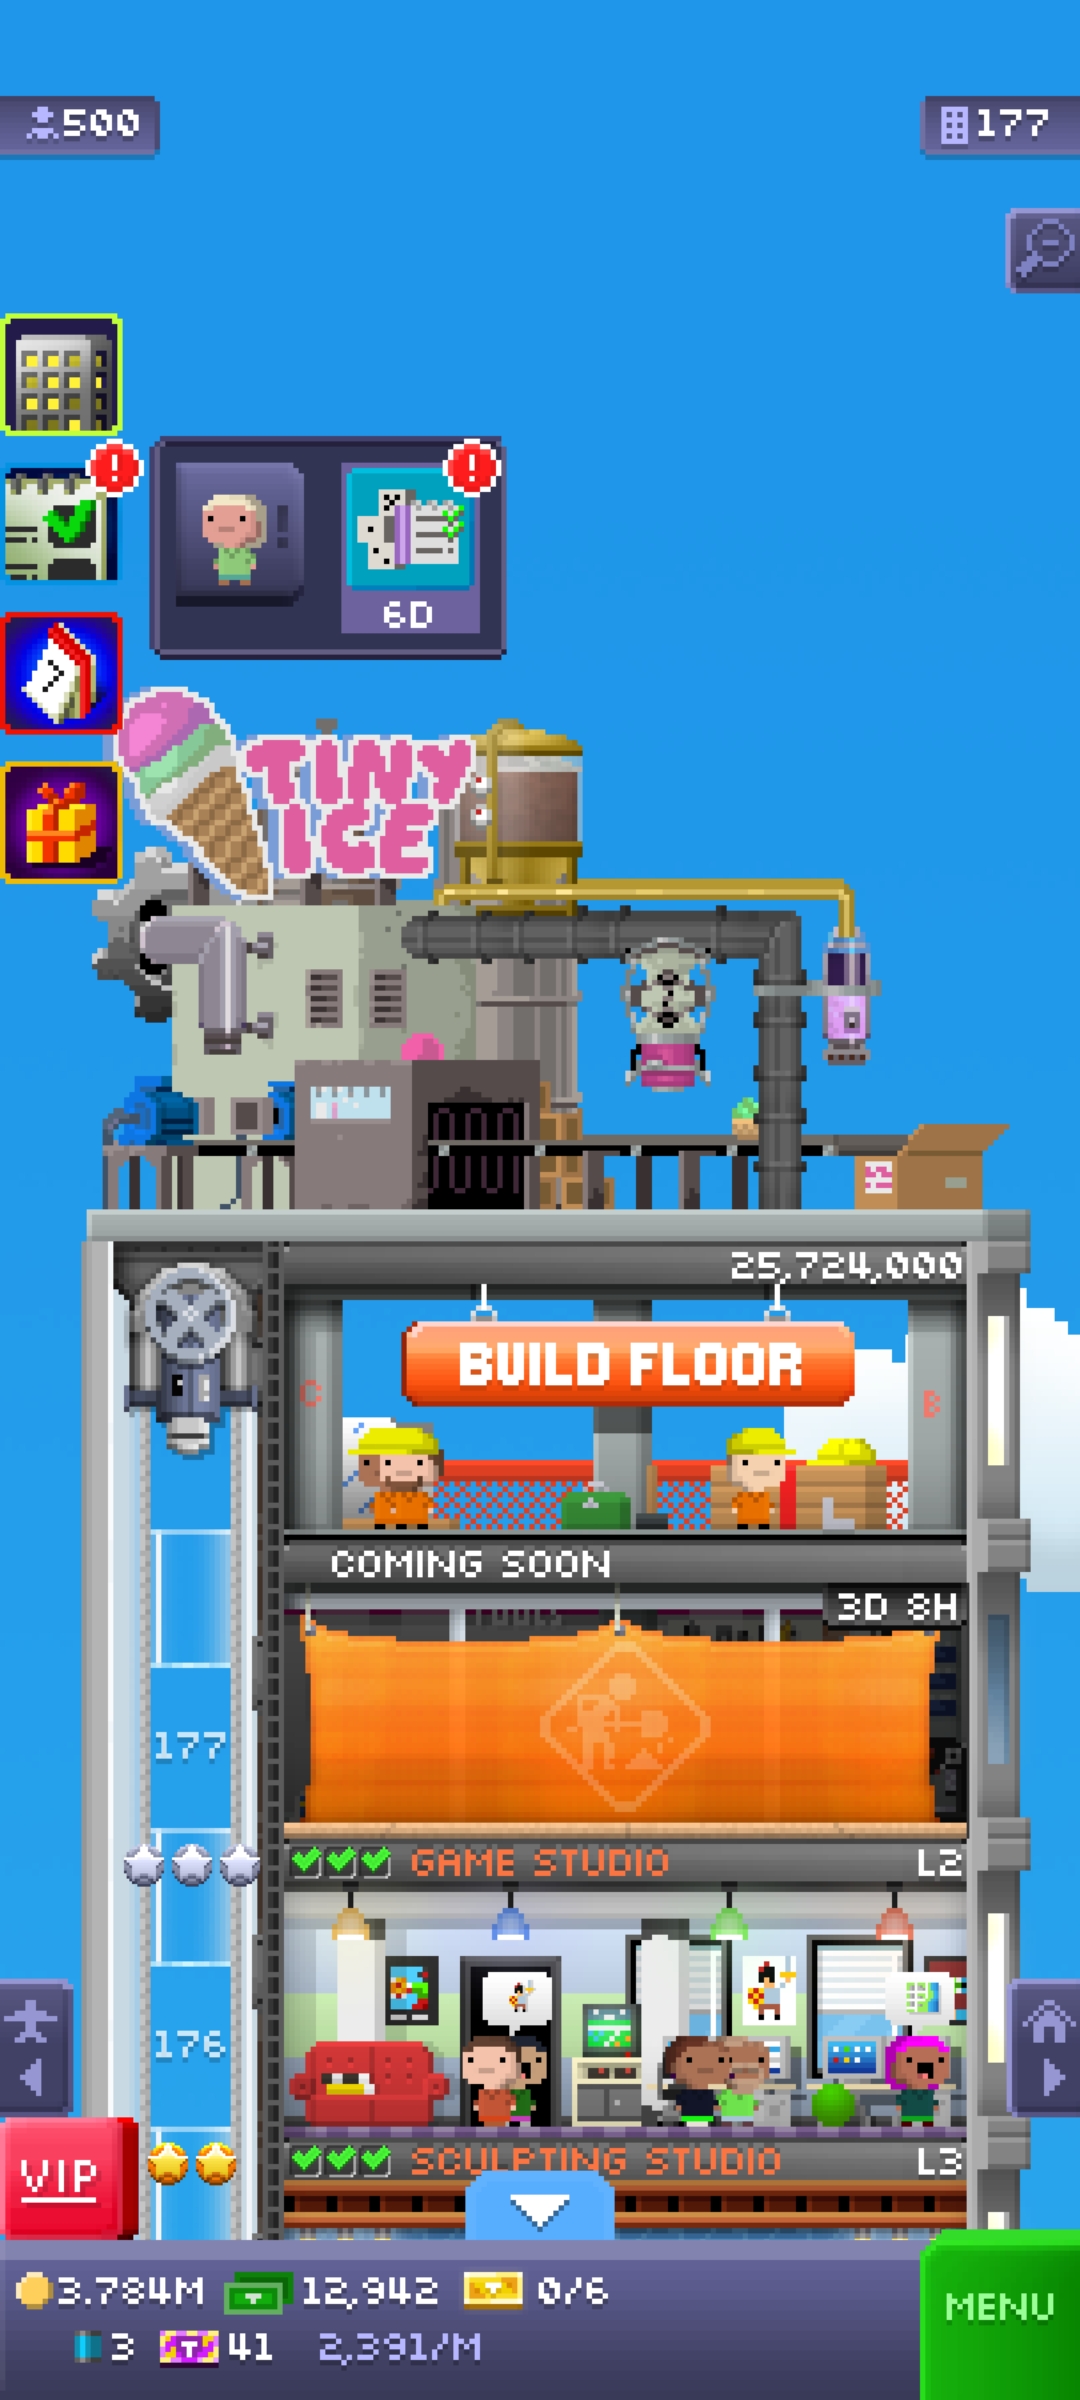 500
177
6D
7
TINY
ICE
25,724,000
BUILD FLOOR
C
B
COMING SOON
3D 8H
177
GAME STUDIO
L2
176
VIP
SCULPTING STUDIO
L3
3.784M
12,942
0/6
MENU
3
T
41
2,391/M